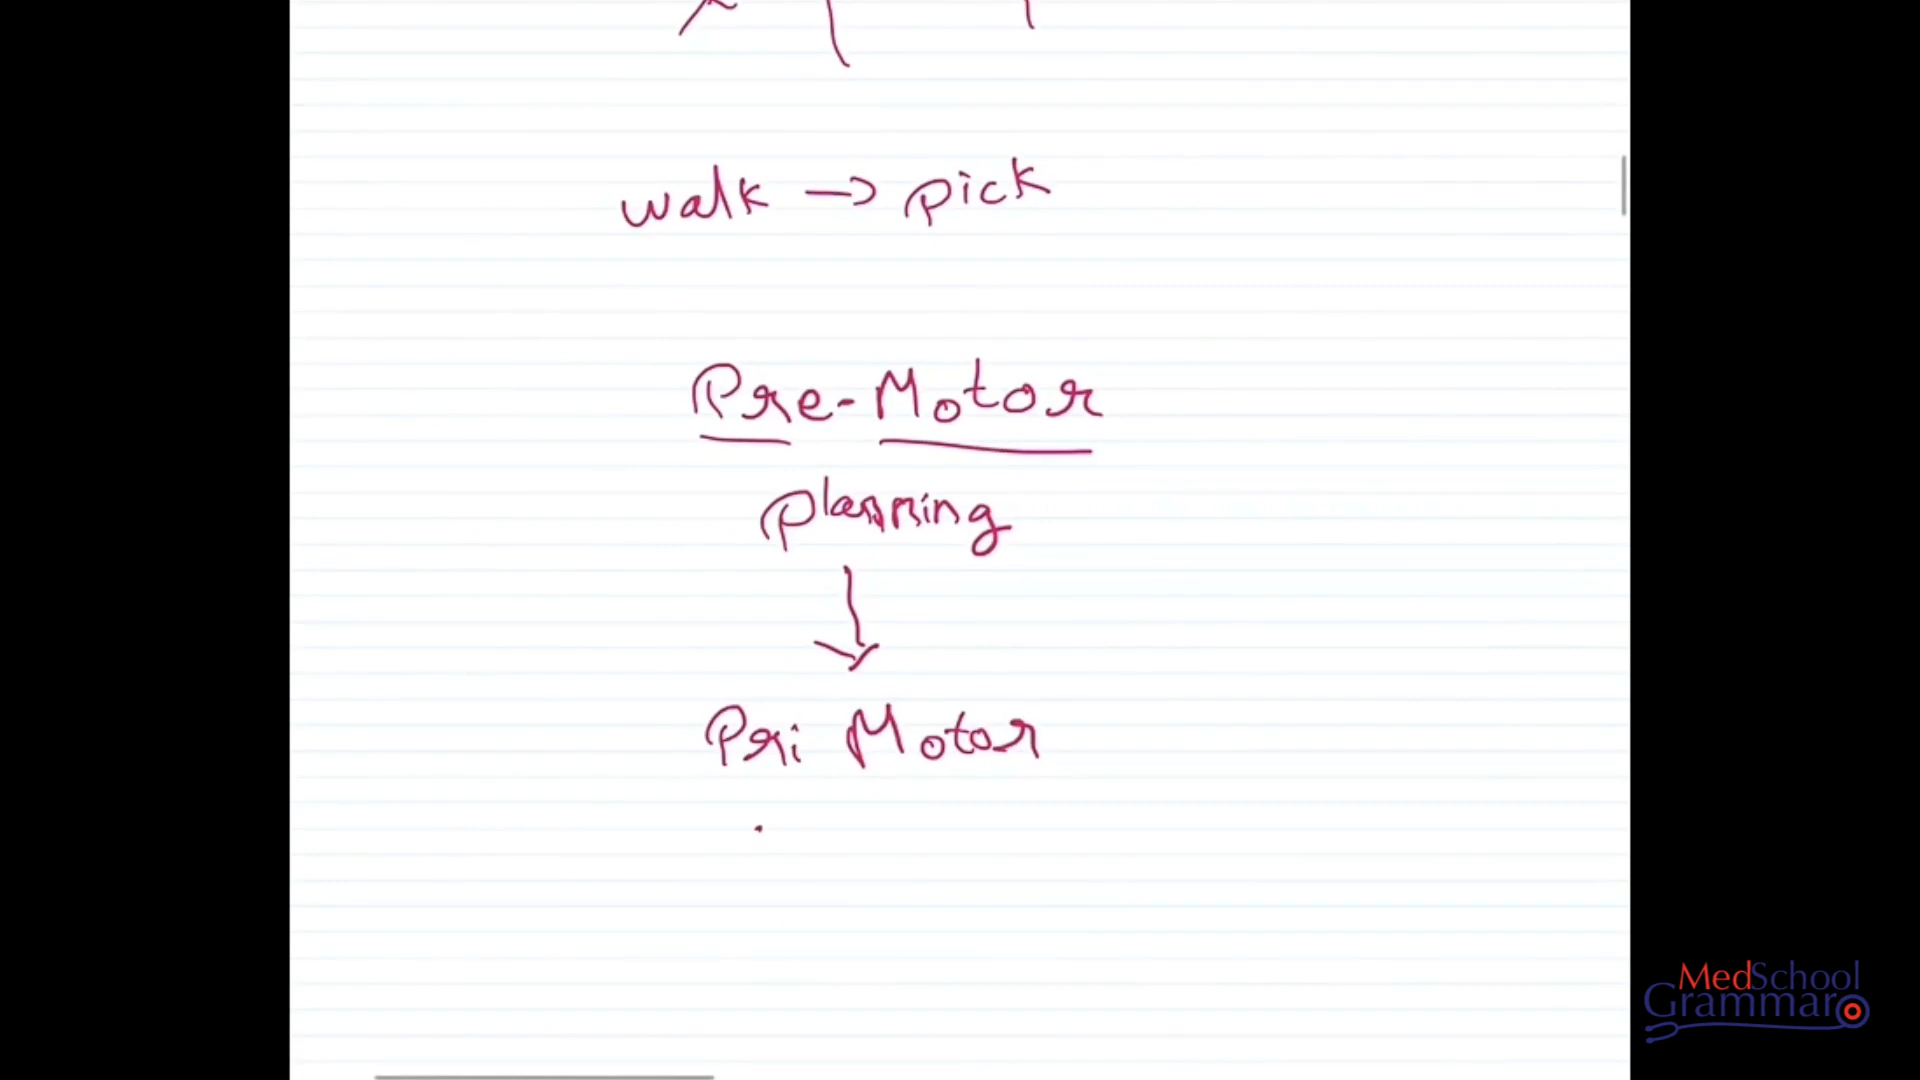 walk → pick
Pre-Motor
planning
↓
Pri Motor
MedSchool
Grammar